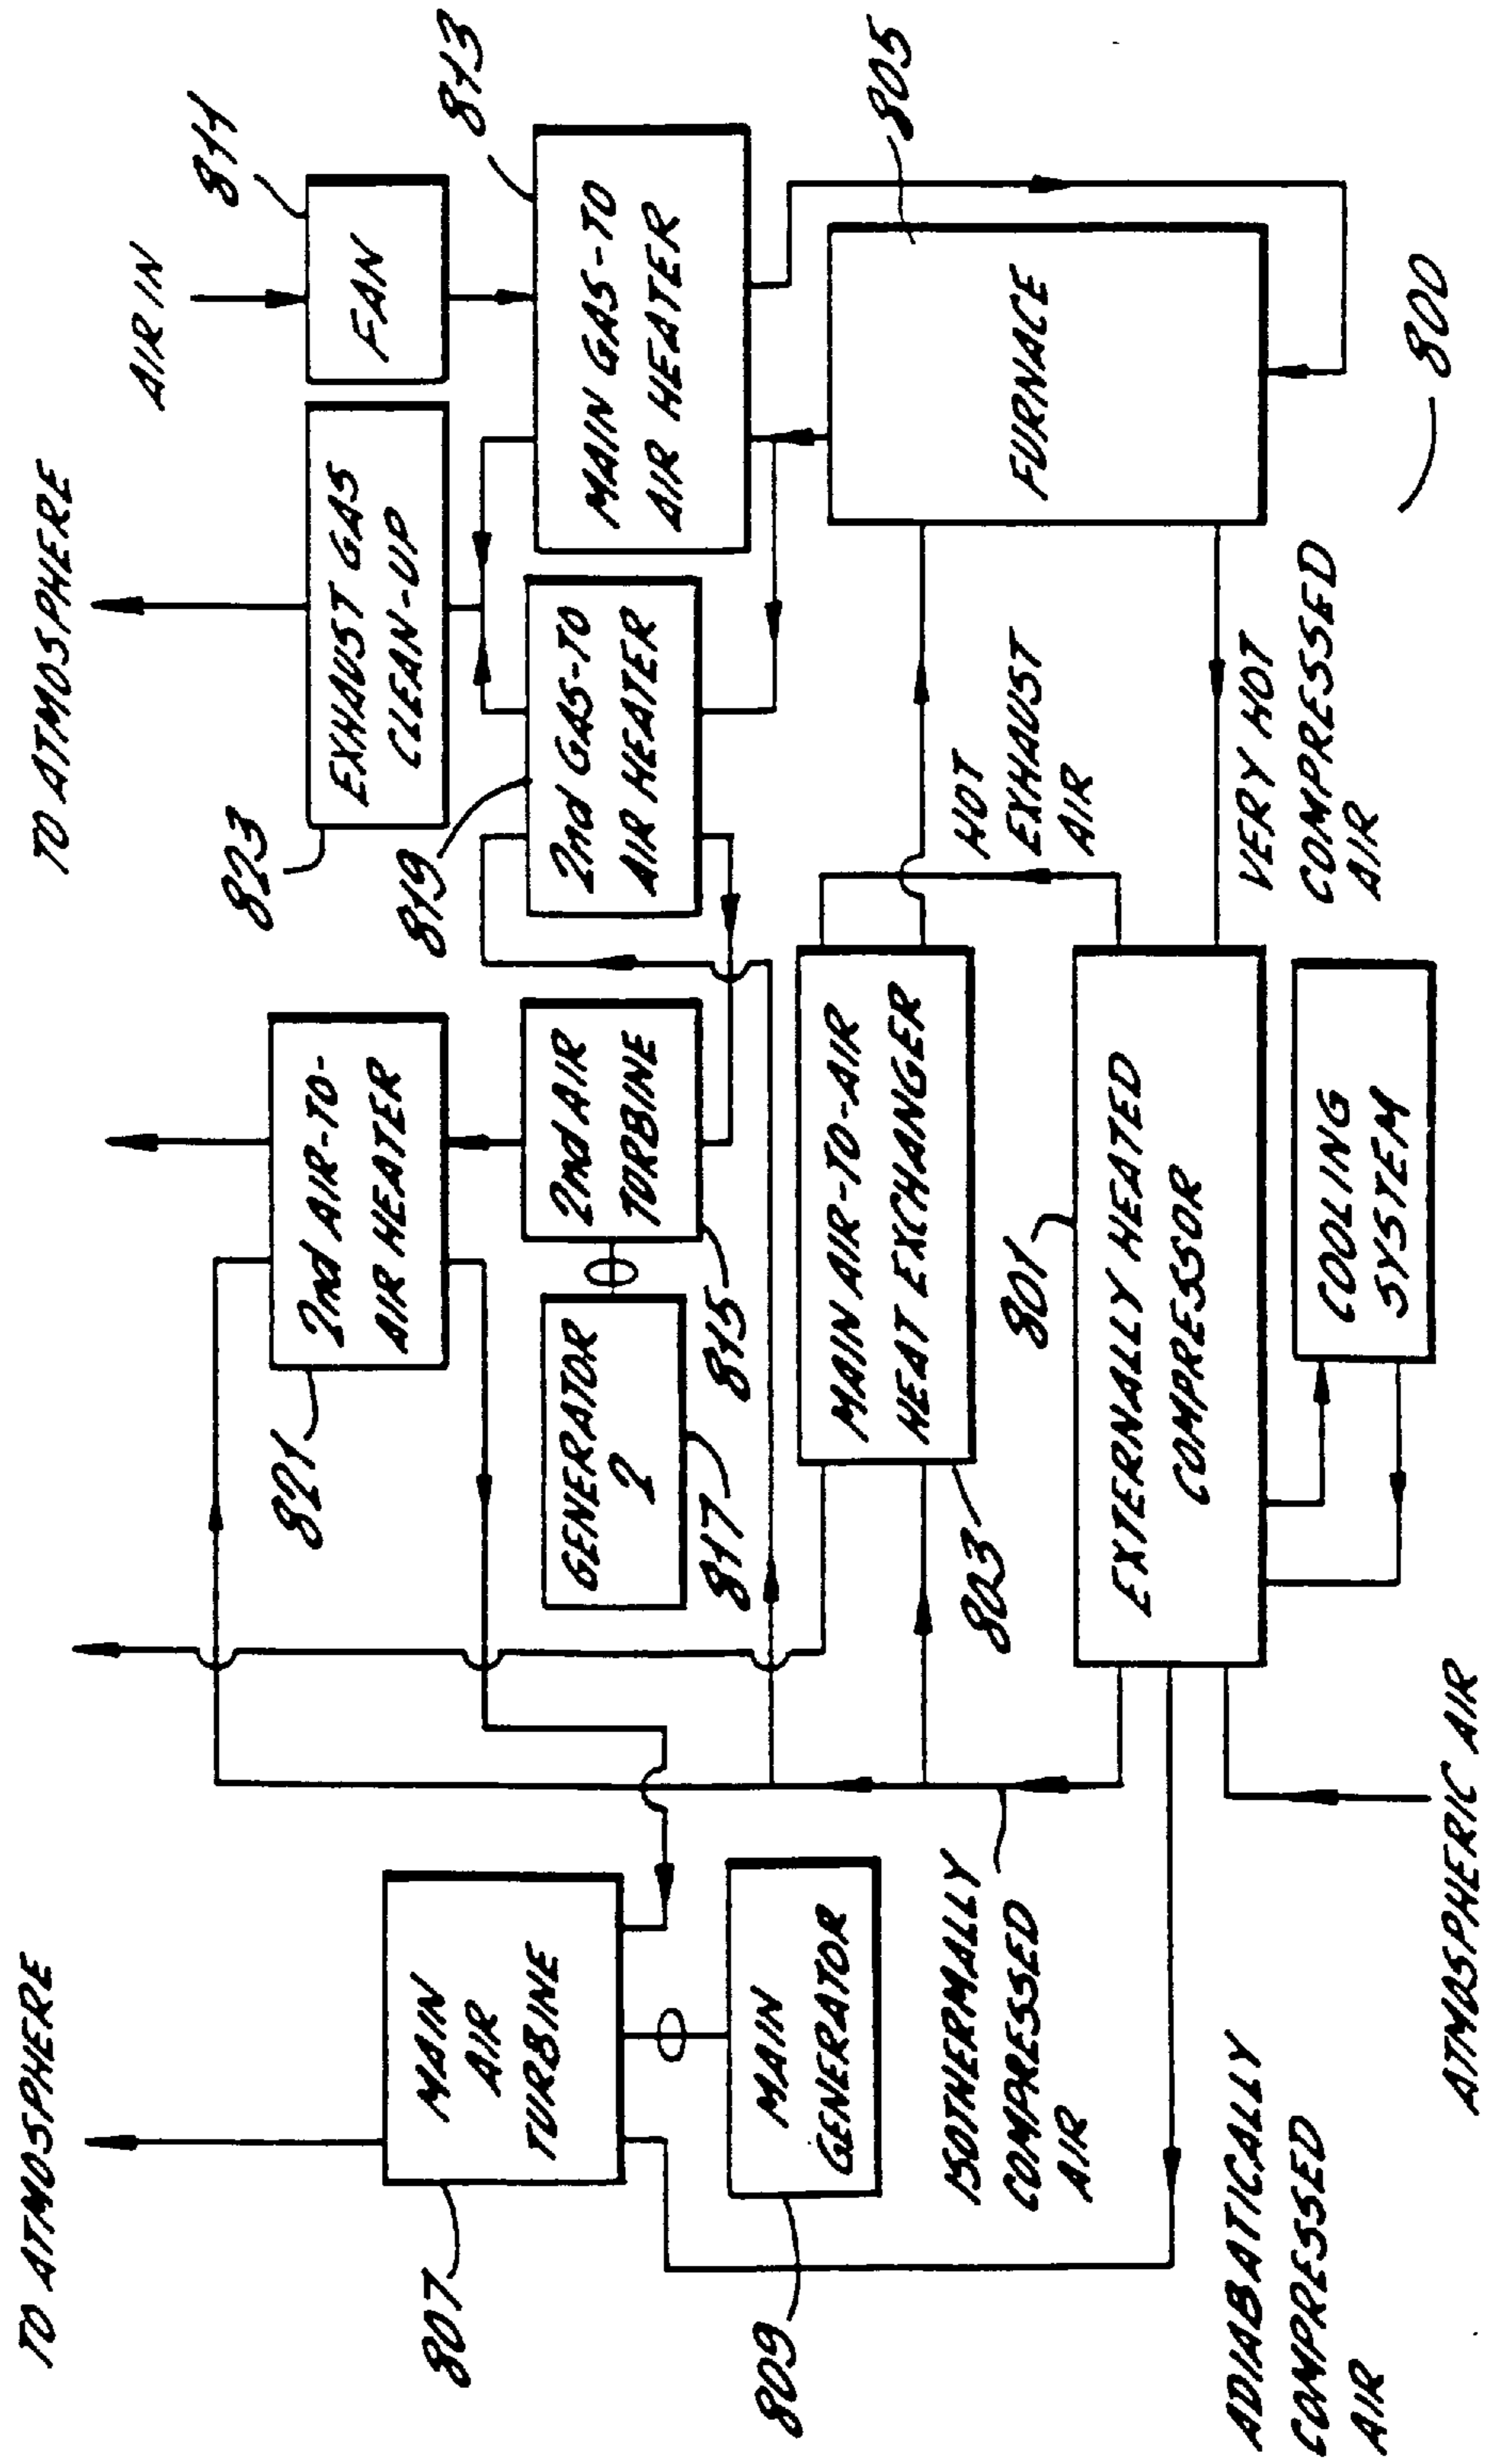 TO ATMOSPHERE
TO ATMOSPHERE
AIR IN
811
FAN
813
MAIN GAS-TO
AIR HEATER
823
EXHAUST GAS
CLEAN-UP
819
2nd GAS-TO
AIR HEATER
821
2nd AIR-TO-
AIR HEATER
2nd AIR
TORBINE
815
GENERATOR
2
817
807
MAIN
AIR
TURBINE
809
MAIN
GENERATOR
805
FURNACE
MAIN AIR-TO-AIR
HEAT EXCHANGER
803
HOT
EXHAUST
AIR
VERY HOT
COMPRESSED
AIR
801
EXTERNALLY HEATED
COMPRESSOR
COOLING
SYSTEM
ISOTHERMALLY
COMPRESSED
AIR
ADIABATICALLY
COMPRESSED
AIR
ATMASPHERIC AIR
800